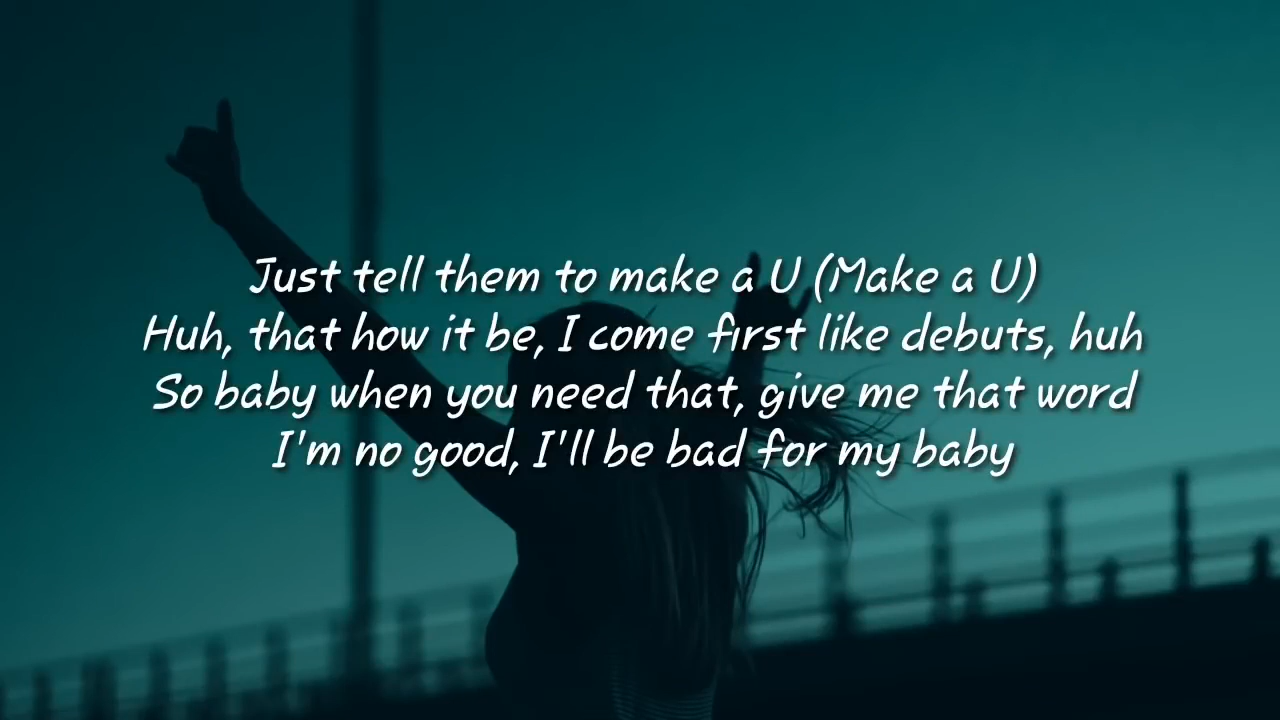 Just tell them to make a U (Make a U)
Huh, that how it be, I come first like debuts, huh
So baby when you need that, give me that word
I'm no good, I'll be bad for my baby